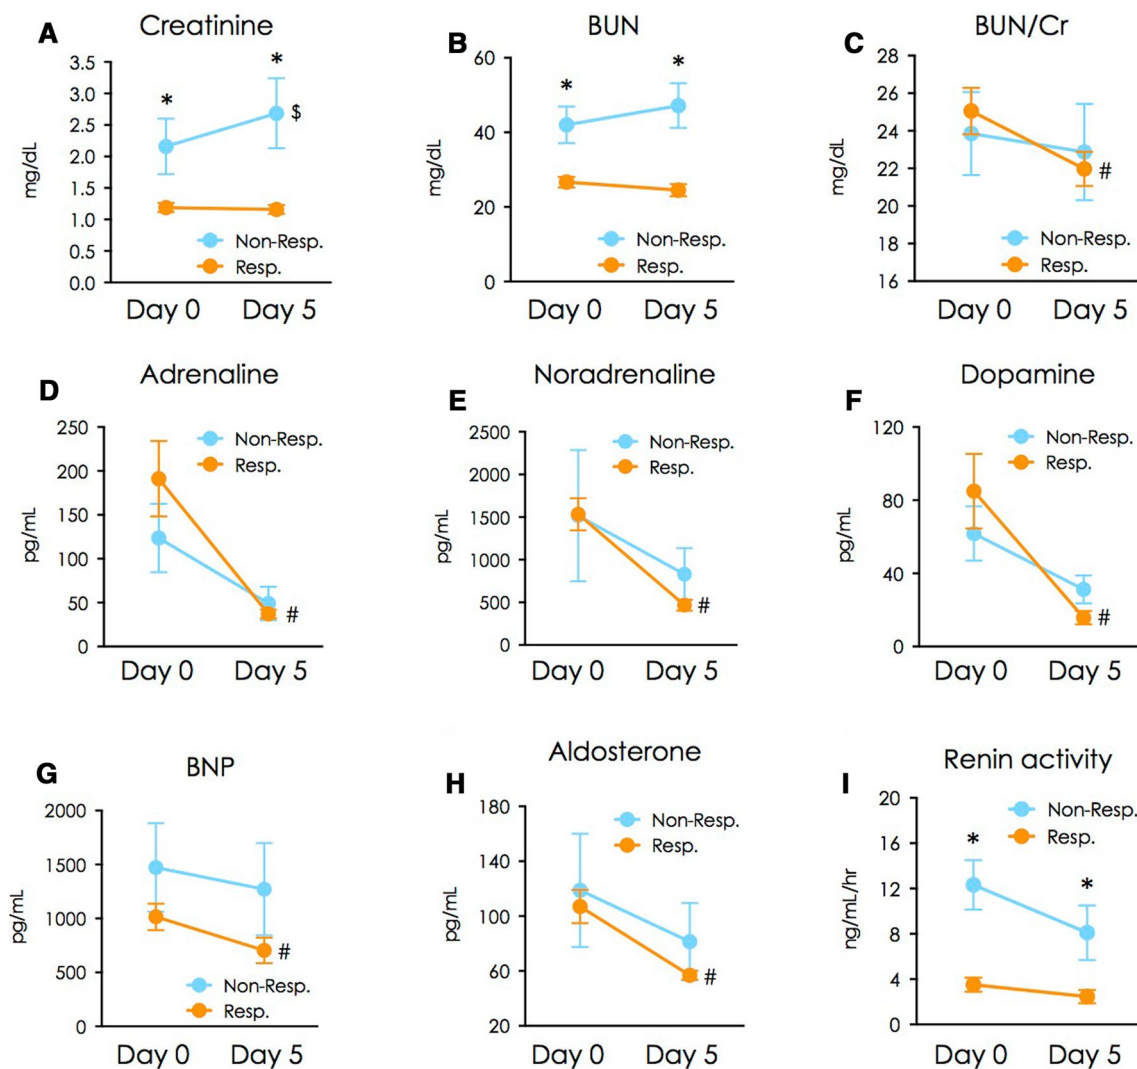 A Creatinine
3.5
3.0
2.5
2.0
1.5
1.0
0.5
0.0
mg/dL
*
*
$
Non-Resp.
Resp.
Day 0 Day 5
B BUN
60
40
20
0
mg/dL
*
*
Non-Resp.
Resp.
Day 0 Day 5
C BUN/Cr
28
26
24
22
24
16
mg/dL
#
Non-Resp.
Resp.
Day 0 Day 5
D Adrenaline
250
200
150
100
50
0
pg/mL
Non-Resp.
Resp.
#
Day 0 Day 5
E Noradrenaline
2500
2000
1500
1000
500
0
pg/mL
Non-Resp.
Resp.
#
Day 0 Day 5
F Dopamine
120
80
40
0
pg/mL
Non-Resp.
Resp.
#
Day 0 Day 5
G BNP
2000
1500
1000
500
0
pg/mL
#
Non-Resp.
Resp.
Day 0 Day 5
H Aldosterone
180
140
100
60
20
pg/mL
Non-Resp.
Resp.
#
Day 0 Day 5
I Renin activity
20
16
12
8
4
0
ng/mL/hr
Non-Resp.
Resp.
*
*
Day 0 Day 5